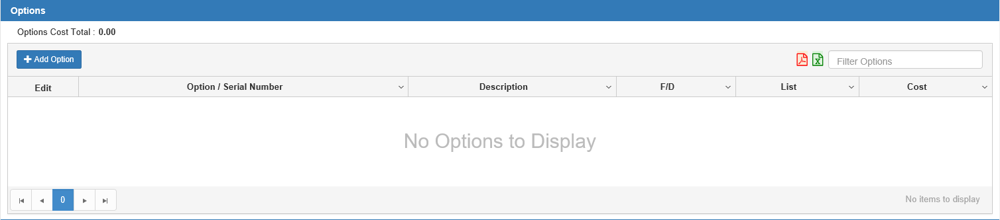 Options
Options Cost Total : 0.00
Add Option
Filter Options
Edit Option / Serial Number Description F/D List Cost
No Options to Display
0
No items to display